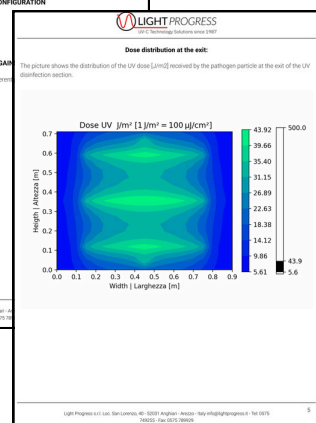 ONFIGURATION
LIGHT PROGRESS
UV-C Technology Solutions since 1987
Dose distribution at the exit:
GAIN
The picture shows the distribution of the UV dose [J/m2] received by the pathogen particle at the exit of the UV
erent
disinfection section.
Dose UV J/m² [1 J/m² = 100 µJ/cm²]
0.7
0.6
0.5
0.4
0.3
0.2
0.1
0.0
Heigth | Altezza [m]
0.0 0.1 0.2 0.3 0.4 0.5 0.6 0.7 0.8 0.9
Width | Larghezza [m]
43.92
39.66
35.40
31.15
26.89
22.63
18.38
14.12
9.86
5.61
500.0
43.9
5.6
Light Progress s.r.l. Loc. San Lorenzo, 40 - 52031 Anghiari - Arezzo - Italy info@lightprogress.it - Tel: 0575
749255 - Fax: 0575 789929
5